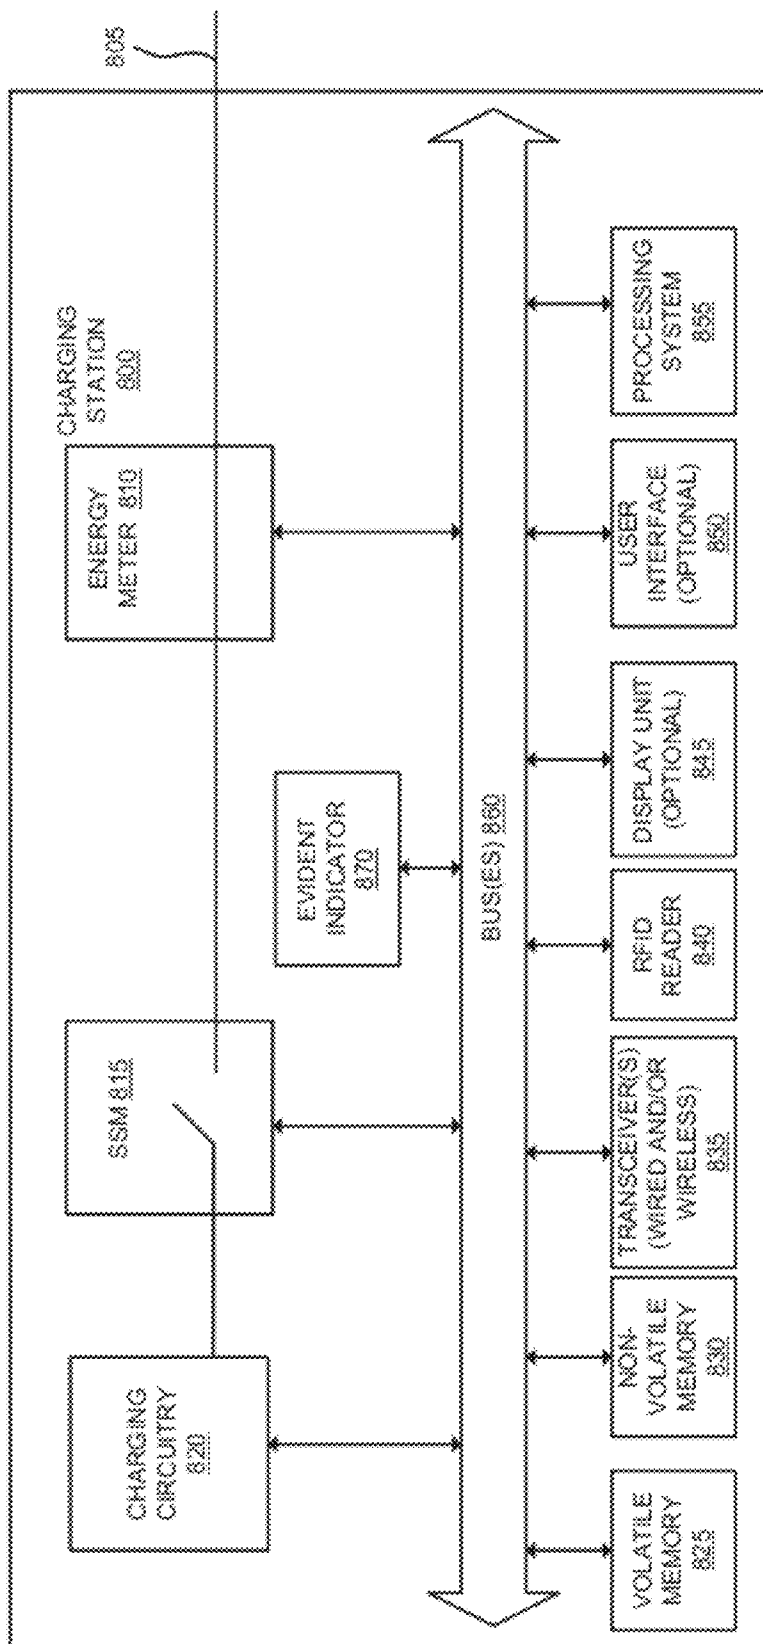 805
CHARGING
STATION
800
CHARGING
CIRCUITRY
820
SSM 815
ENERGY
METER 810
EVIDENT
INDICATOR
870
BUS(ES) 860
VOLATILE
MEMORY
825
NON-
VOLATILE
MEMORY
830
TRANSCEIVER(S)
(WIRED AND/OR
WIRELESS)
835
RFID
READER
840
DISPLAY UNIT
(OPTIONAL)
845
USER
INTERFACE
(OPTIONAL)
850
PROCESSING
SYSTEM
855